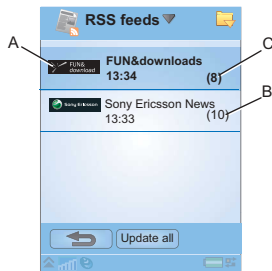 RSS feeds
A
C
FUN&
download
FUN&downloads
13:34
(8)
B
Sony Ericsson
Sony Ericsson News
13:33
(10)
Update all